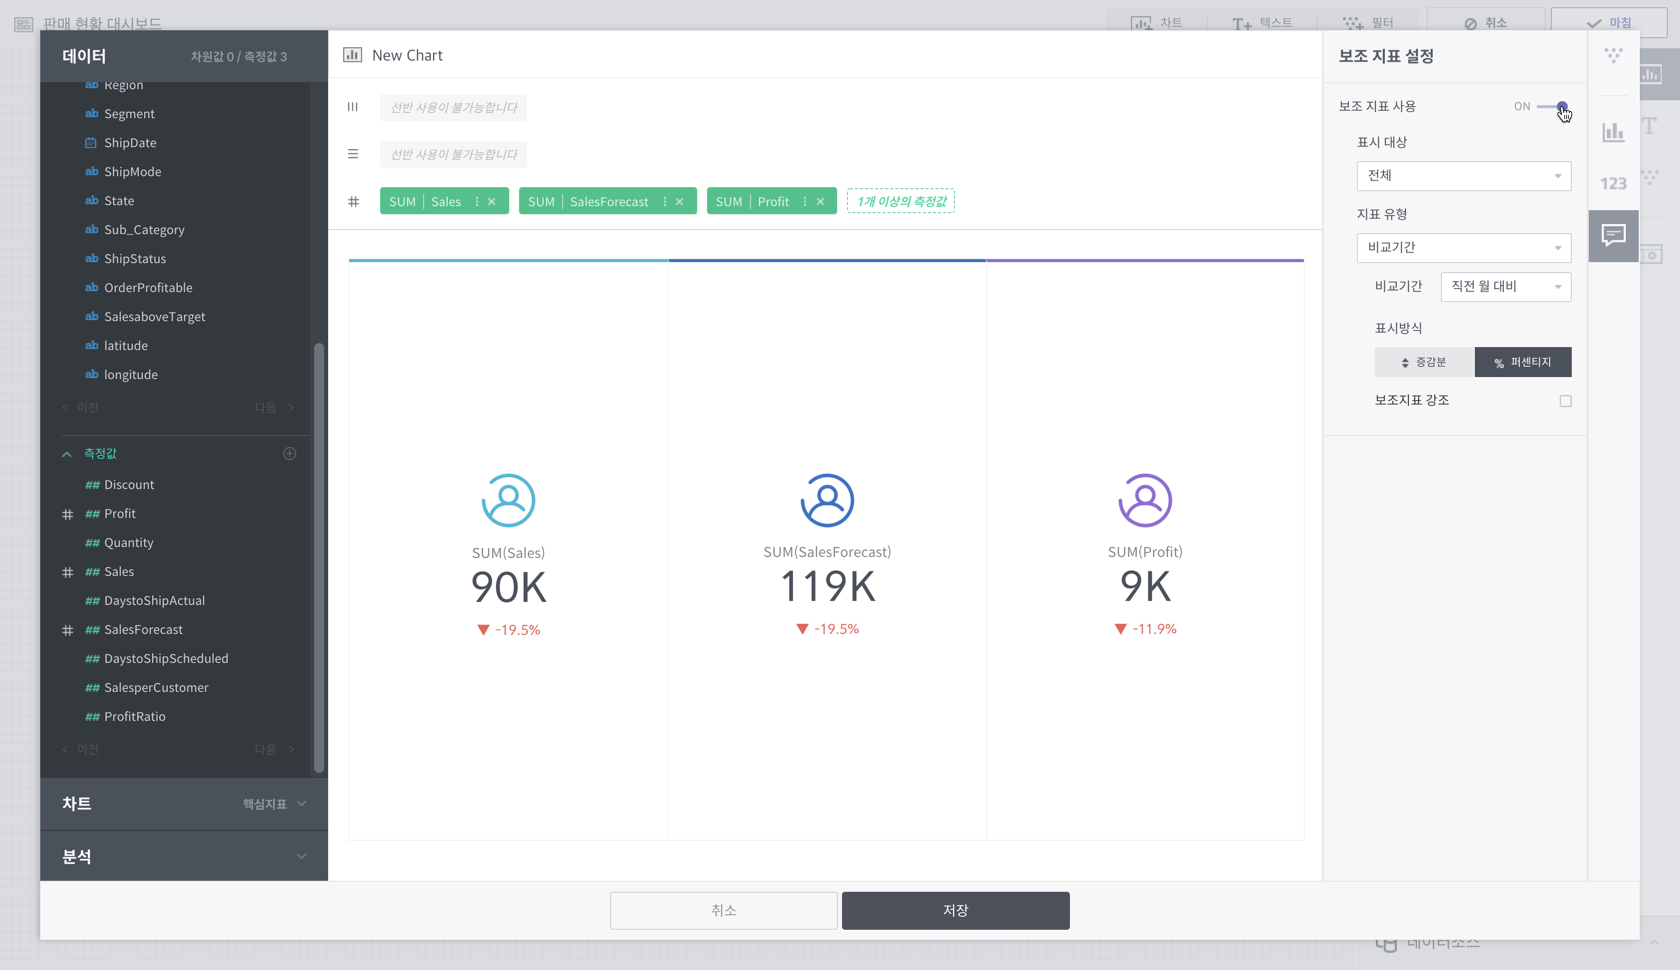 판매 현황 대시보드
차트
T+ 텍스트
필터
취소
마침
데이터
차원값 0 / 측정값 3
ab Region
ab Segment
ShipDate
ab ShipMode
ab State
ab Sub_Category
ab ShipStatus
ab OrderProfitable
ab SalesaboveTarget
ab latitude
ab longitude
< 이전
다음 >
측정값
## Discount
# ## Profit
## Quantity
# ## Sales
## DaystoShipActual
# ## SalesForecast
## DaystoShipScheduled
## SalesperCustomer
## ProfitRatio
< 이전
다음 >
차트
핵심지표
분석
New Chart
선반 사용이 불가능합니다
선반 사용이 불가능합니다
# SUM | Sales SUM | SalesForecast SUM | Profit 1개 이상의 측정값
SUM(Sales)
90K
▼ -19.5%
SUM(SalesForecast)
119K
▼ -19.5%
SUM(Profit)
9K
▼ -11.9%
보조 지표 설정
보조 지표 사용
ON
표시 대상
전체
지표 유형
비교기간
비교기간
직전 월 대비
표시방식
증감분
% 퍼센티지
보조지표 강조
123
T
취소
저장
데이터소스